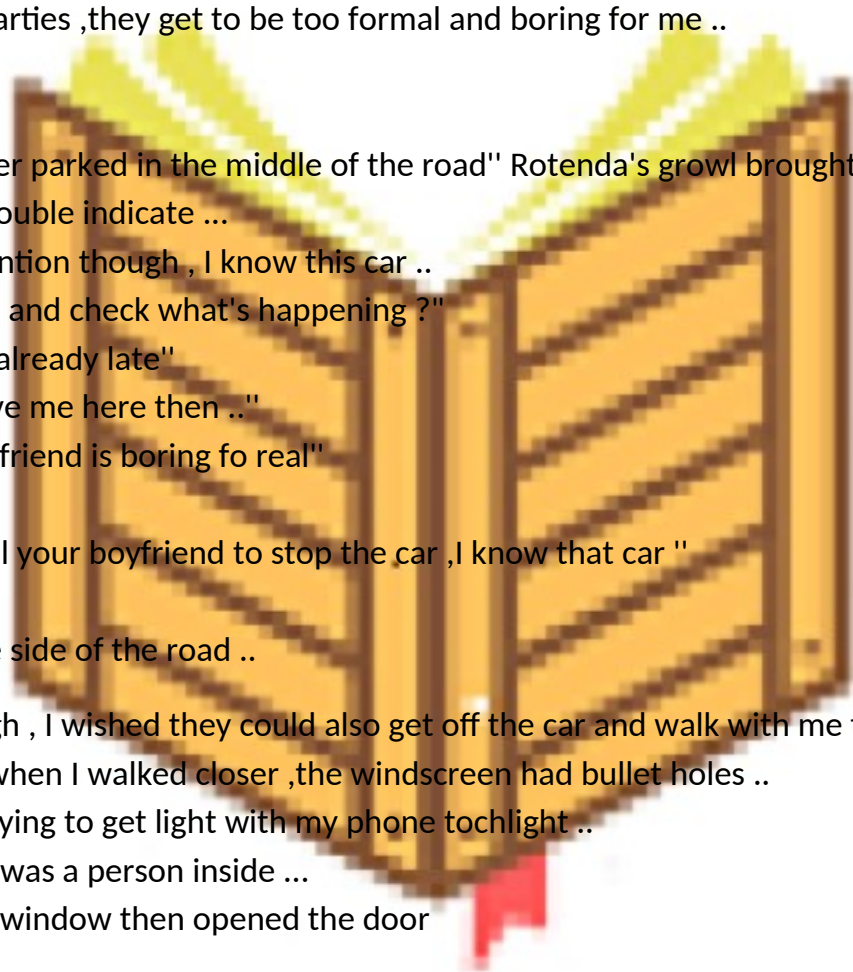 arties ,they get to be too formal and boring for me ..
er parked in the middle of the road'' Rotenda's growl brought
ouble indicate ...
ntion though , I know this car ..
and check what's happening ?"
already late''
ve me here then ..''
friend is boring fo real''
l your boyfriend to stop the car ,I know that car ''
e side of the road ..
gh , I wished they could also get off the car and walk with me
when I walked closer ,the windscreen had bullet holes ..
ying to get light with my phone tochlight ..
was a person inside ...
window then opened the door